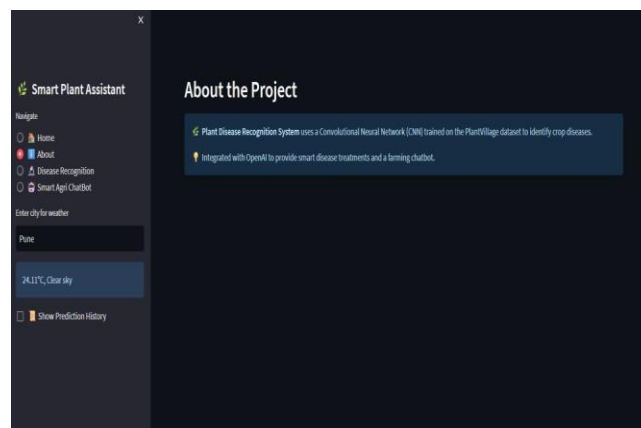 X
Smart Plant Assistant
Navigate
Home
About
Disease Recognition
Smart Agri ChatBot
Enter city for weather
Pune
24.11°C, Clear sky
Show Prediction History
About the Project
Plant Disease Recognition System uses a Convolutional Neural Network (CNN) trained on the PlantVillage dataset to identify crop diseases.
Integrated with OpenAI to provide smart disease treatments and a farming chatbot.